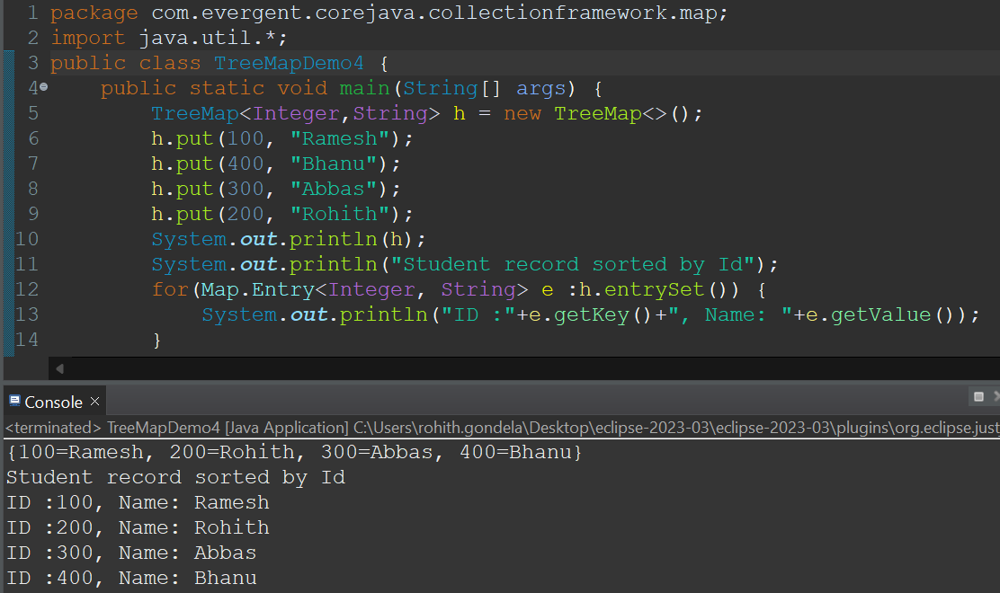 1 package com.evergent.corejava.collectionframework.map;
2 import java.util.*;
3 public class TreeMapDemo4 {
4 public static void main(String[] args) {
5 TreeMap<Integer,String> h = new TreeMap<>();
6 h.put(100, "Ramesh");
7 h.put(400, "Bhanu");
8 h.put(300, "Abbas");
9 h.put(200, "Rohith");
10 System.out.println(h);
11 System.out.println("Student record sorted by Id");
12 for(Map.Entry<Integer, String> e :h.entrySet()) {
13 System.out.println("ID :"+e.getKey()+", Name: "+e.getValue());
14 }
Console
<terminated> TreeMapDemo4 [Java Application] C:\Users\rohith.gondela\Desktop\eclipse-2023-03\eclipse-2023-03\plugins\org.eclipse.just
{100=Ramesh, 200=Rohith, 300=Abbas, 400=Bhanu}
Student record sorted by Id
ID :100, Name: Ramesh
ID :200, Name: Rohith
ID :300, Name: Abbas
ID :400, Name: Bhanu